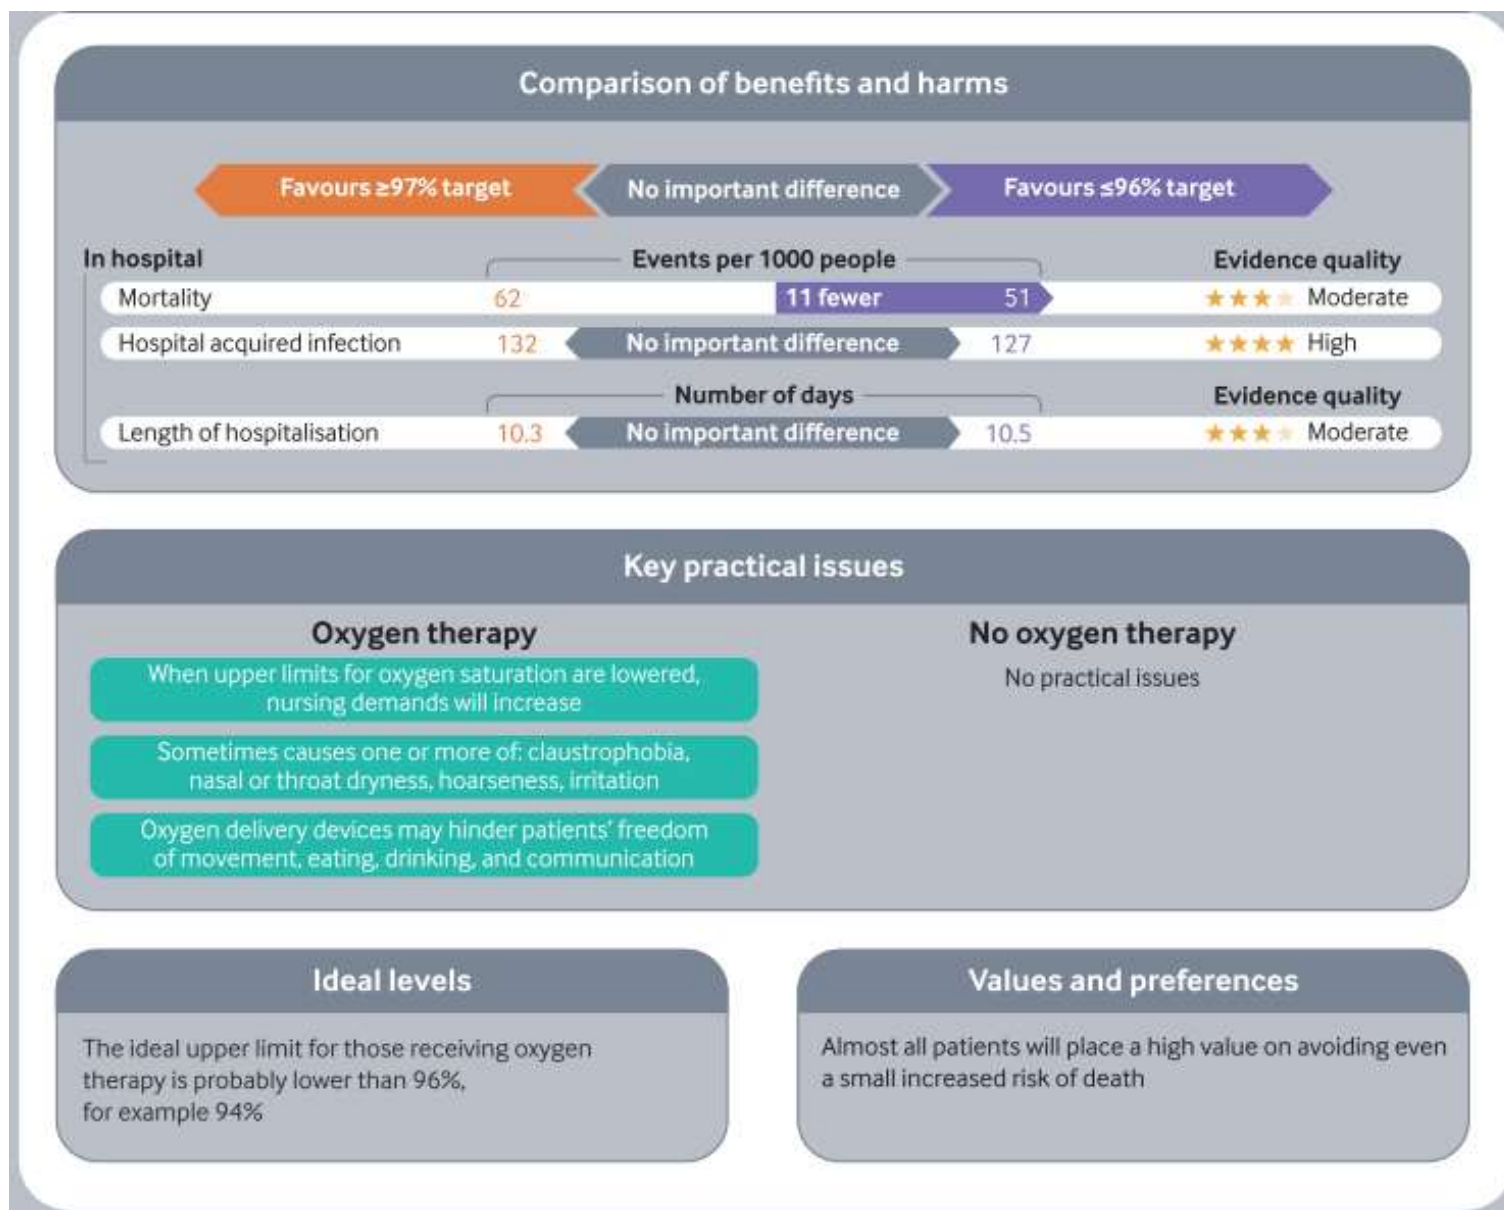 Comparison of benefits and harms
Favours ≥97% target No important difference Favours ≤96% target
In hospital Events per 1000 people Evidence quality
Mortality 62 11 fewer 51 Moderate
Hospital acquired infection 132 No important difference 127 High
Number of days Evidence quality
Length of hospitalisation 10.3 No important difference 10.5 Moderate
Key practical issues
Oxygen therapy
When upper limits for oxygen saturation are lowered,
nursing demands will increase
Sometimes causes one or more of: claustrophobia,
nasal or throat dryness, hoarseness, irritation
Oxygen delivery devices may hinder patients’ freedom
of movement, eating, drinking, and communication
No oxygen therapy
No practical issues
Ideal levels
The ideal upper limit for those receiving oxygen
therapy is probably lower than 96%,
for example 94%
Values and preferences
Almost all patients will place a high value on avoiding even
a small increased risk of death